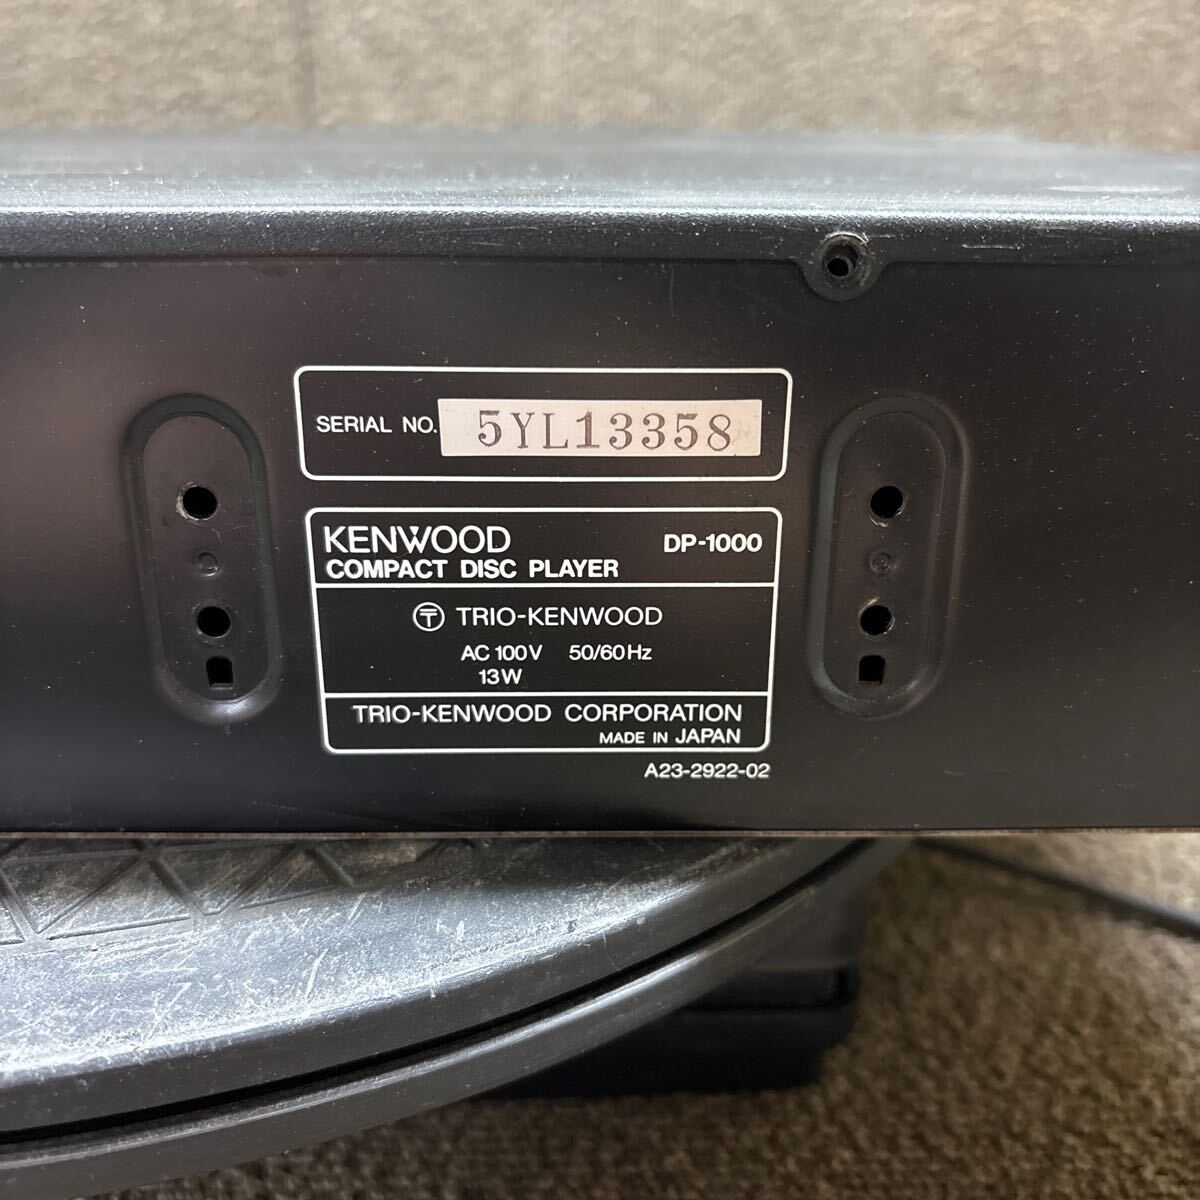 SERIAL NO. 5YL13358
KENWOOD DP-1000
COMPACT DISC PLAYER
〶 TRIO-KENWOOD
AC 100V 50/60Hz
13W
TRIO-KENWOOD CORPORATION
MADE IN JAPAN
A23-2922-02